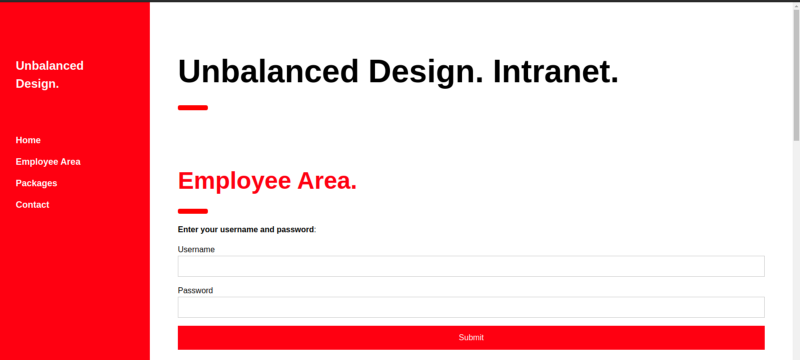 Unbalanced
Design.
Home
Employee Area
Packages
Contact
Unbalanced Design. Intranet.
Employee Area.
Enter your username and password:
Username
Password
Submit